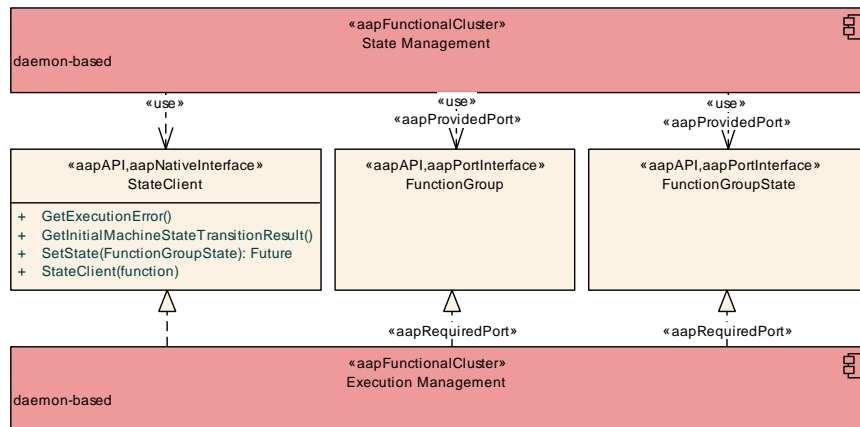 «aapFunctionalCluster»
State Management
daemon-based
«use»
«use»
«aapProvidedPort»
«use»
«aapProvidedPort»
«aapAPI,aapNativeInterface»
StateClient
+ GetExecutionError()
+ GetInitialMachineStateTransitionResult()
+ SetState(FunctionGroupState): Future
+ StateClient(function)
«aapAPI,aapPortInterface»
FunctionGroup
«aapAPI,aapPortInterface»
FunctionGroupState
«aapRequiredPort»
«aapRequiredPort»
«aapFunctionalCluster»
Execution Management
daemon-based